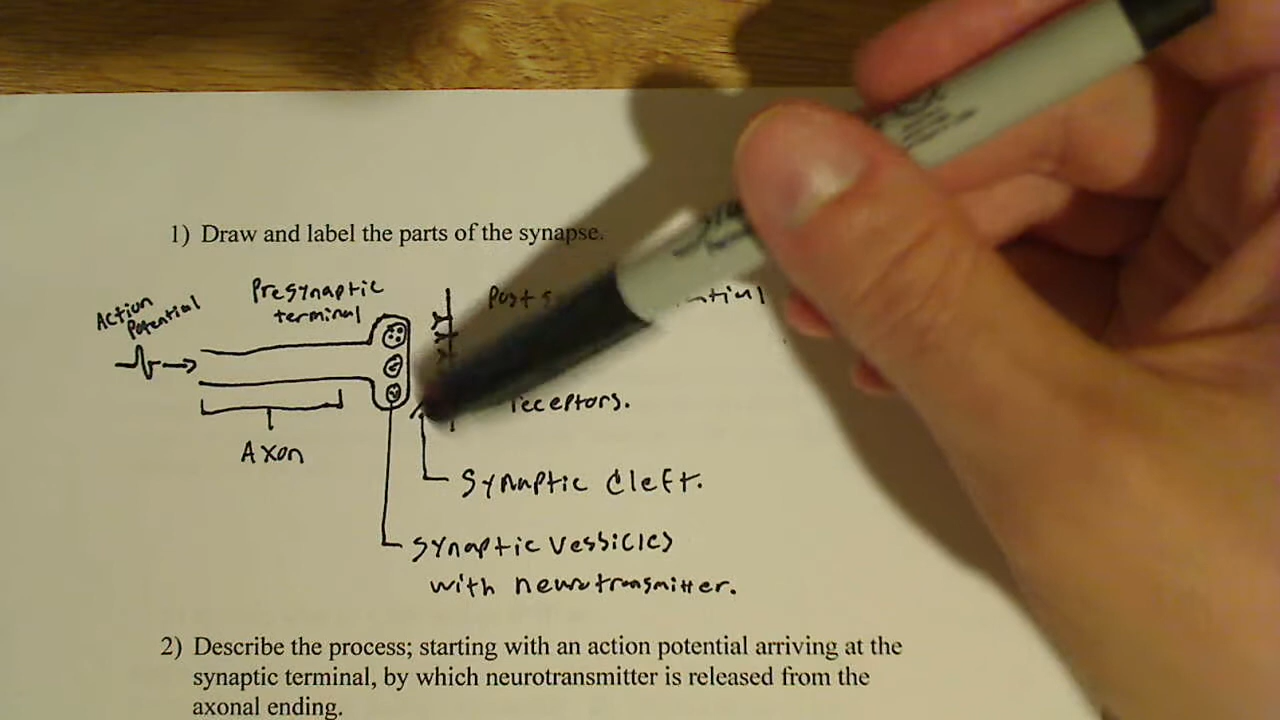 1) Draw and label the parts of the synapse.
Action
Potential
Presynaptic
terminal
Post
receptors.
Axon
Synaptic Cleft.
Synaptic Vessicles
with neurotransmitter.
2) Describe the process; starting with an action potential arriving at the
synaptic terminal, by which neurotransmitter is released from the
axonal ending.